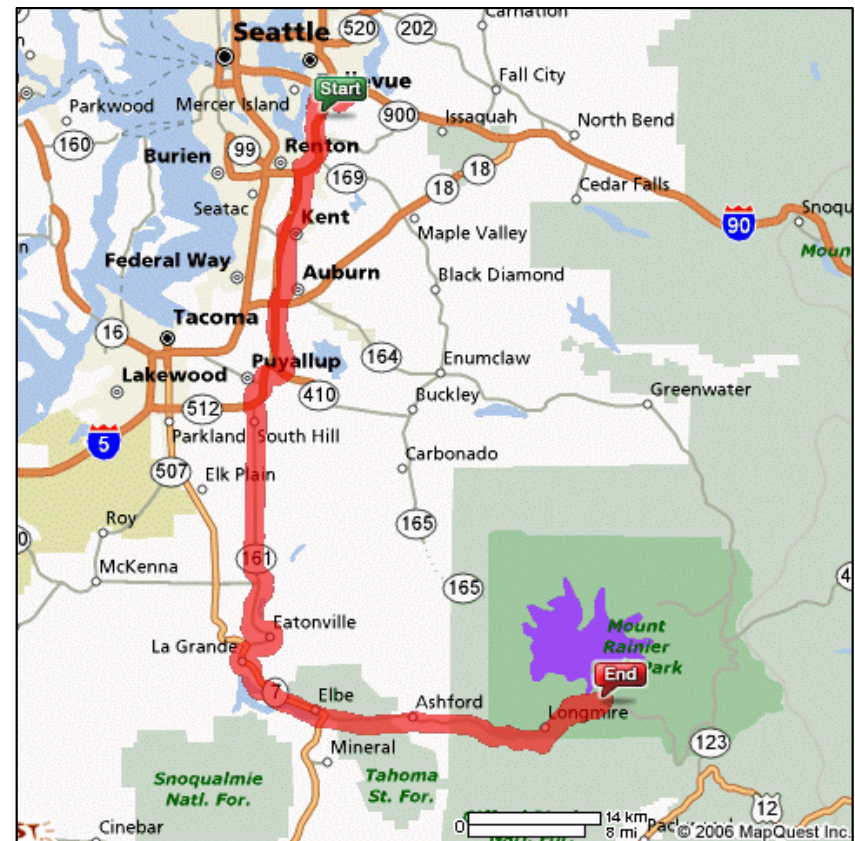 Carnation
Seattle
520
202
Start
llevue
Fall City
Parkwood
Mercer Island
900
Issaquah
North Bend
160
99
Renton
Burien
169
18
18
Cedar Falls
Seatac
Snoqu
Kent
Maple Valley
90
Moun
Federal Way
Auburn
Black Diamond
Tacoma
16
164
Enumclaw
Puyallup
Lakewood
410
Greenwater
512
Buckley
5
Parkland
South Hill
507
Carbonado
Elk Plain
Roy
165
161
McKenna
165
4
Eatonville
Mount
Rainier
Park
La Grande
End
7
Elbe
Ashford
Longmire
123
Mineral
Snoqualmie
Natl. For.
Tahoma
St. For.
14 km
0
8 mi
12
Cinebar
© 2006 MapQuest Inc.